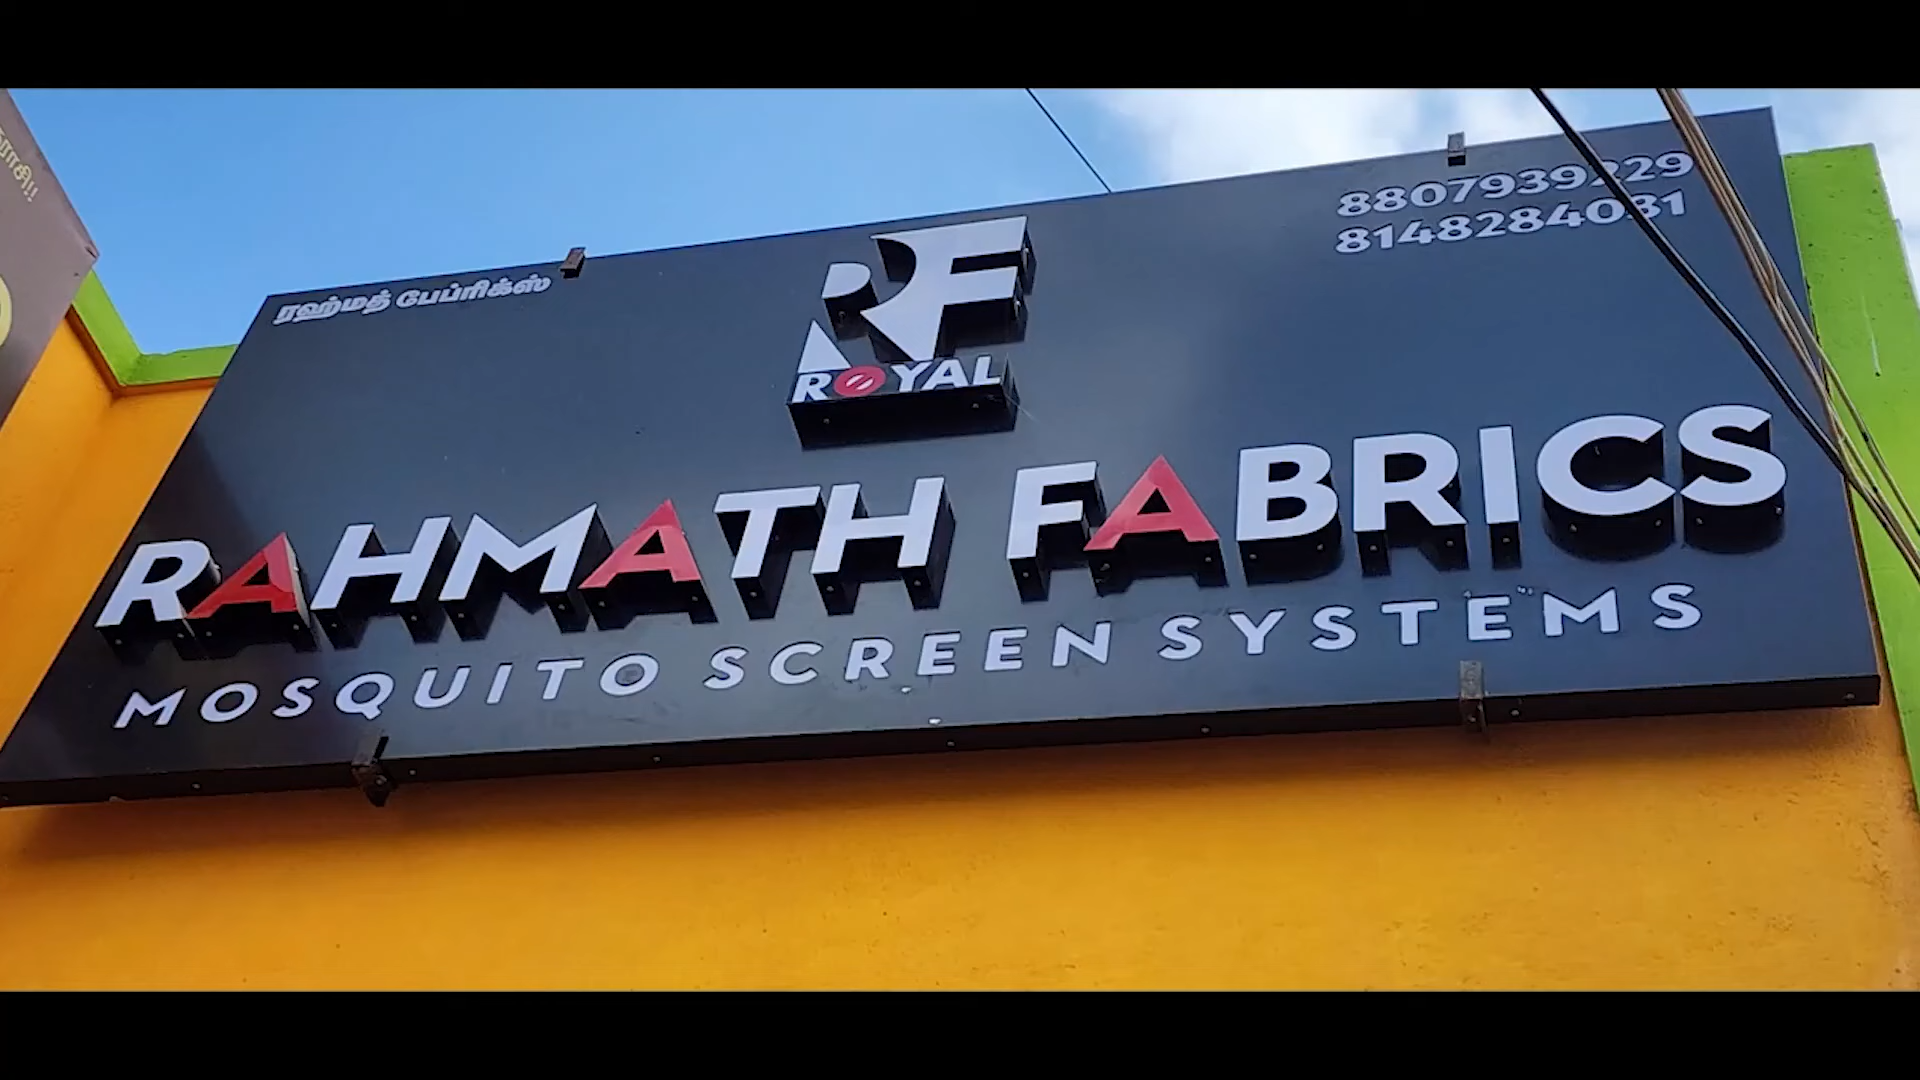 ரஹ்மத் பேப்ரிக்ஸ்
8807939229
8148284031
RF
ROYAL
RAHMATH FABRICS
MOSQUITO SCREEN SYSTEMS